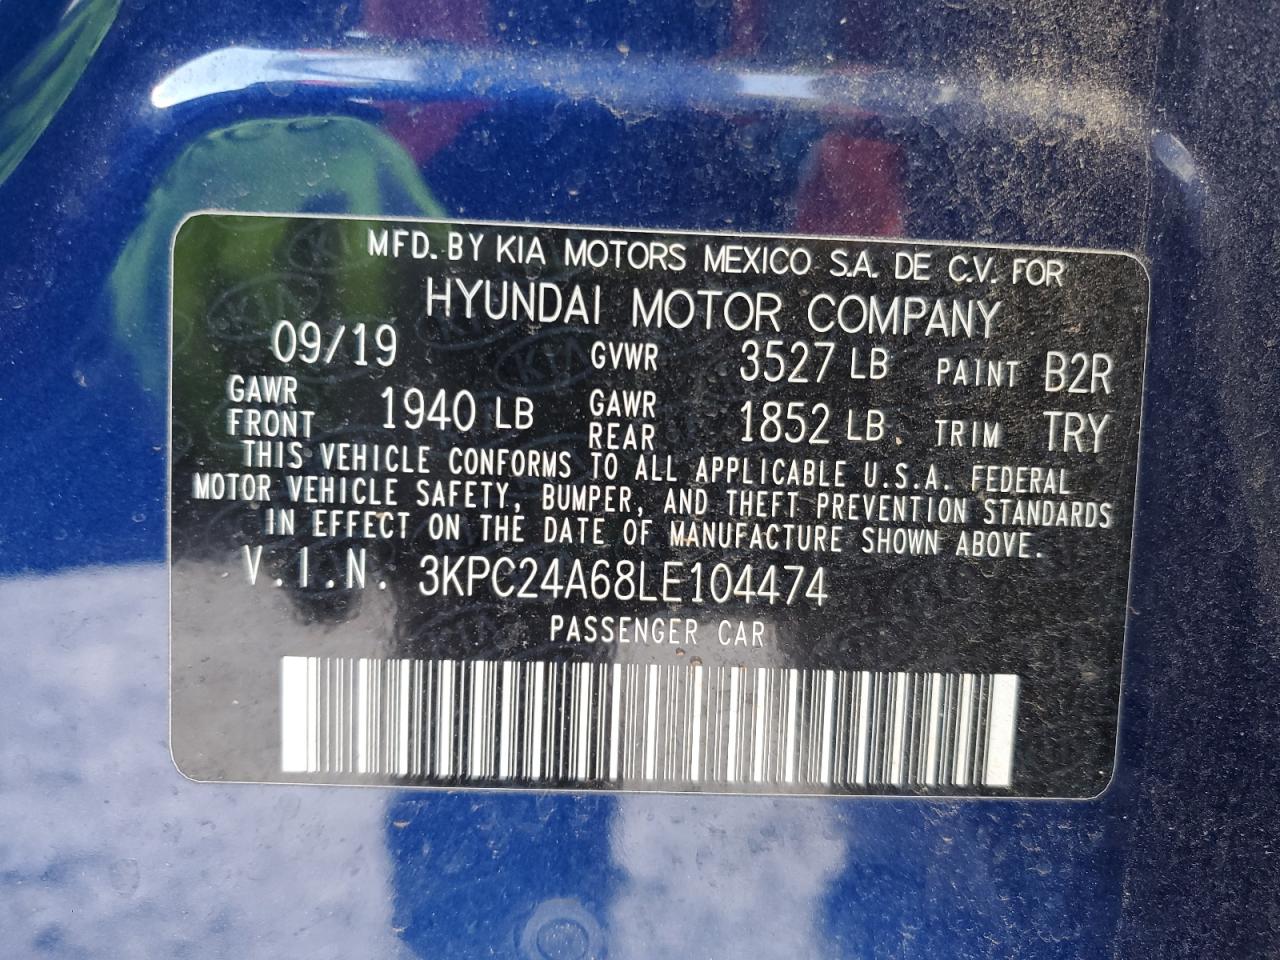 MFD. BY KIA MOTORS MEXICO S.A. DE C.V. FOR
HYUNDAI MOTOR COMPANY
09/19 GVWR 3527 LB PAINT B2R
GAWR FRONT 1940 LB GAWR REAR 1852 LB TRIM TRY
THIS VEHICLE CONFORMS TO ALL APPLICABLE U.S.A. FEDERAL
MOTOR VEHICLE SAFETY, BUMPER, AND THEFT PREVENTION STANDARDS
IN EFFECT ON THE DATE OF MANUFACTURE SHOWN ABOVE.
V.I.N. 3KPC24A68LE104474
PASSENGER CAR